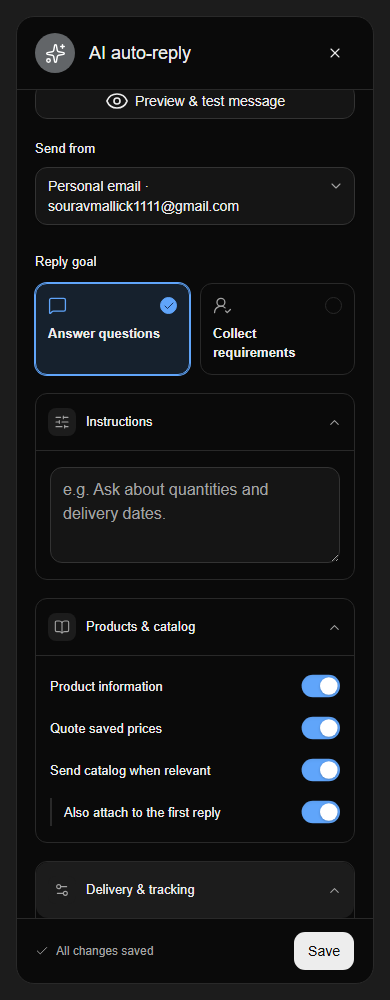 AI auto-reply
Preview & test message
Send from
Personal email ·
souravmallick1111@gmail.com
Reply goal
Answer questions
Collect
requirements
Instructions
e.g. Ask about quantities and
delivery dates.
Products & catalog
Product information
Quote saved prices
Send catalog when relevant
Also attach to the first reply
Delivery & tracking
All changes saved
Save